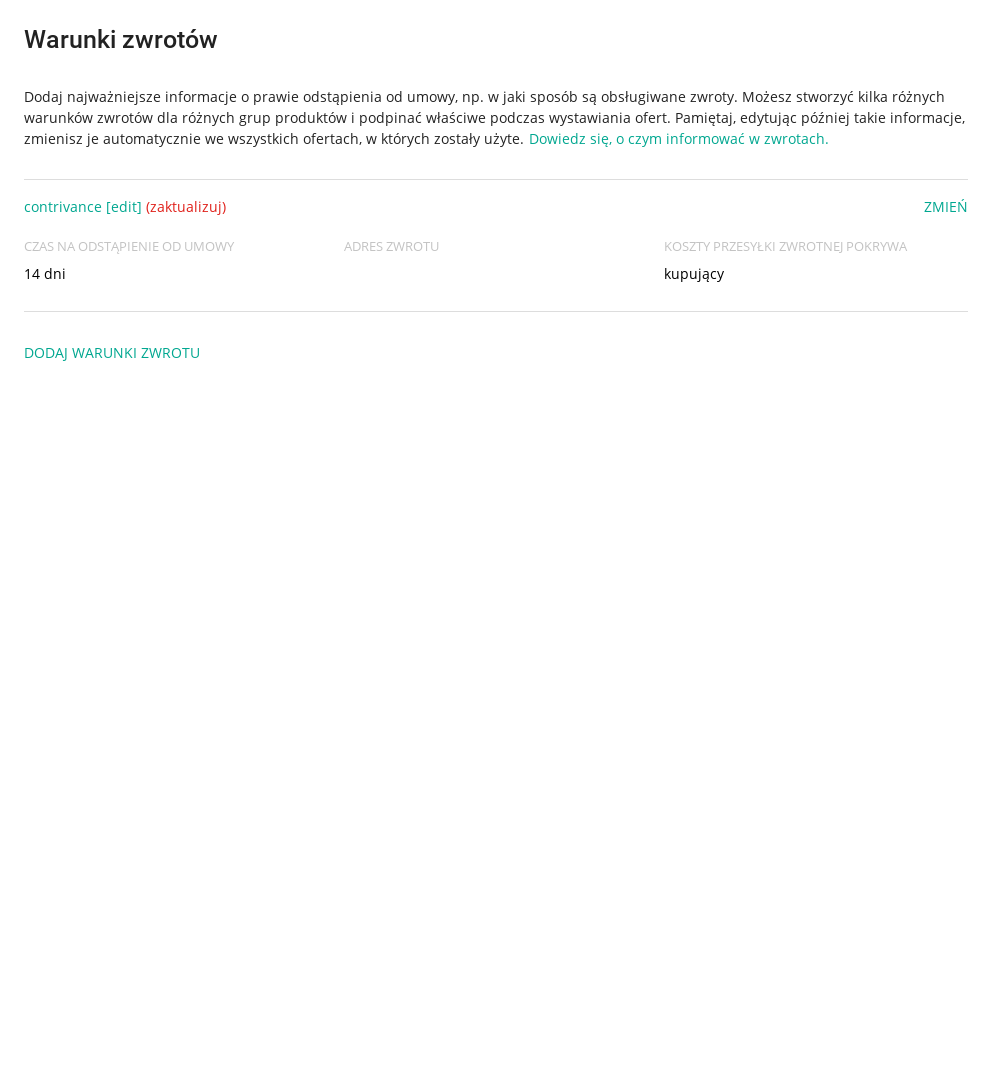 Warunki zwrotów
Dodaj najważniejsze informacje o prawie odstąpienia od umowy, np. w jaki sposób są obsługiwane zwroty. Możesz stworzyć kilka różnych
warunków zwrotów dla różnych grup produktów i podpinać właściwe podczas wystawiania ofert. Pamiętaj, edytując później takie informacje,
zmienisz je automatycznie we wszystkich ofertach, w których zostały użyte. Dowiedz się, o czym informować w zwrotach.
contrivance [edit] (zaktualizuj) ZMIEŃ
CZAS NA ODSTĄPIENIE OD UMOWY ADRES ZWROTU KOSZTY PRZESYŁKI ZWROTNEJ POKRYWA
14 dni kupujący
DODAJ WARUNKI ZWROTU